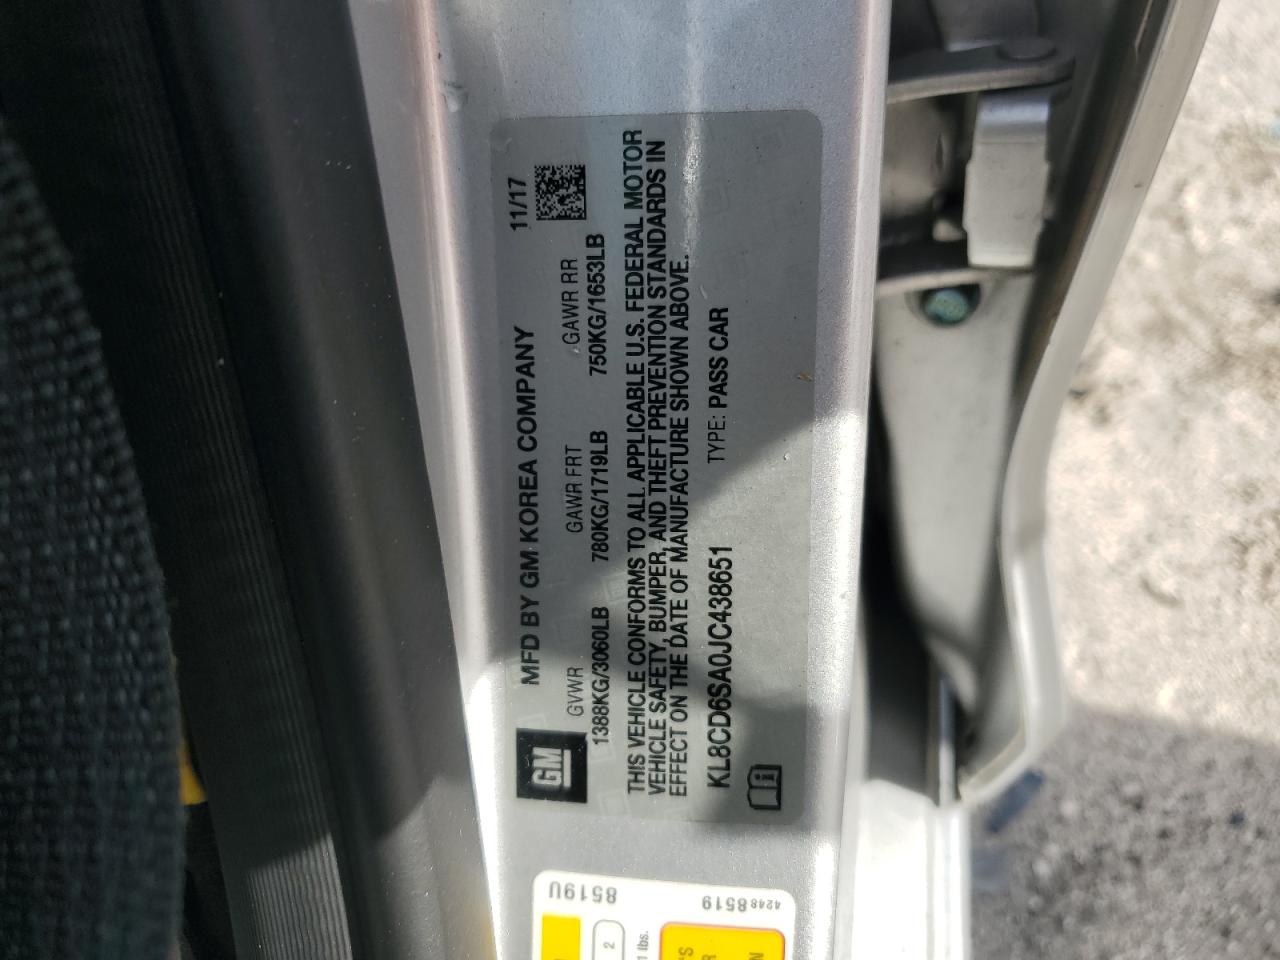 MFD BY GM KOREA COMPANY 11/17
GM
GVWR GAWR FRT GAWR RR
1388KG/3060LB 780KG/1719LB 750KG/1653LB
THIS VEHICLE CONFORMS TO ALL APPLICABLE U.S. FEDERAL MOTOR
VEHICLE SAFETY, BUMPER, AND THEFT PREVENTION STANDARDS IN
EFFECT ON THE DATE OF MANUFACTURE SHOWN ABOVE.
KL8CD6SA0JC438651 TYPE: PASS CAR
i
8519U
4248 8519
2
lbs.